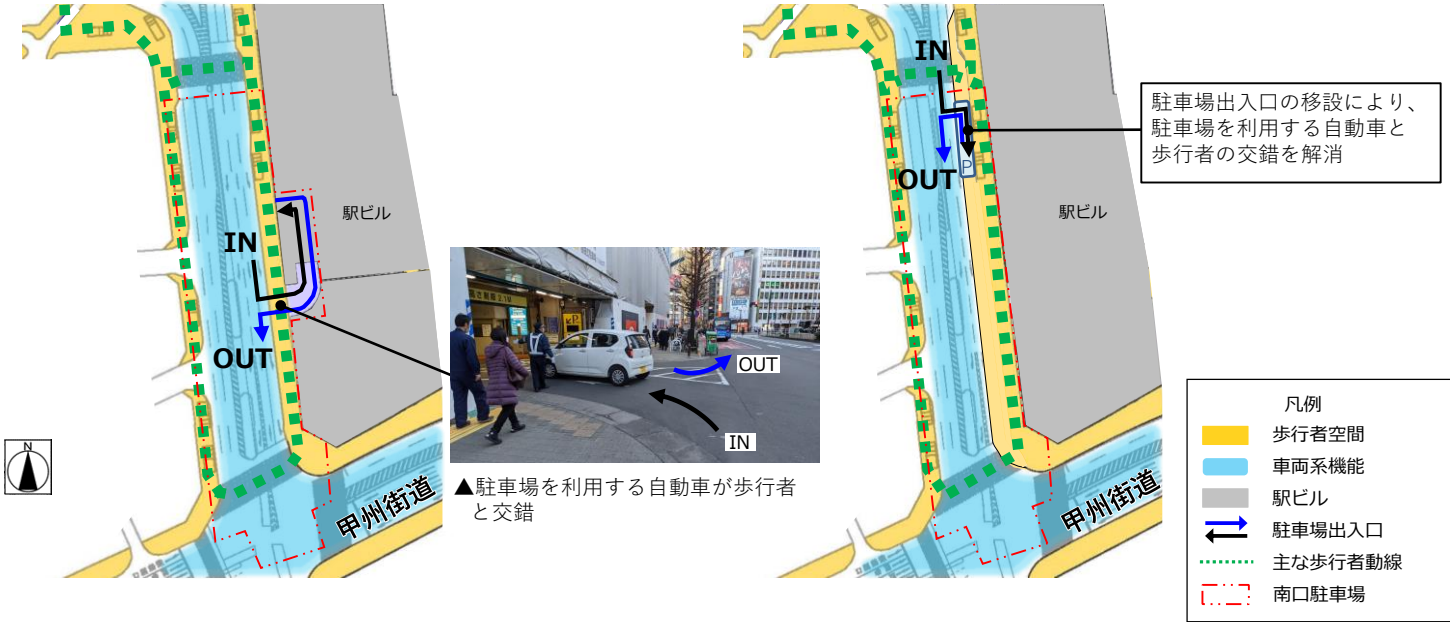 IN
OUT
駅ビル
甲州街道
N
IN
OUT
▲駐車場を利用する自動車が歩行者
と交錯
IN
OUT
P
駅ビル
甲州街道
駐車場出入口の移設により、
駐車場を利用する自動車と
歩行者の交錯を解消
凡例
歩行者空間
車両系機能
駅ビル
駐車場出入口
主な歩行者動線
南口駐車場